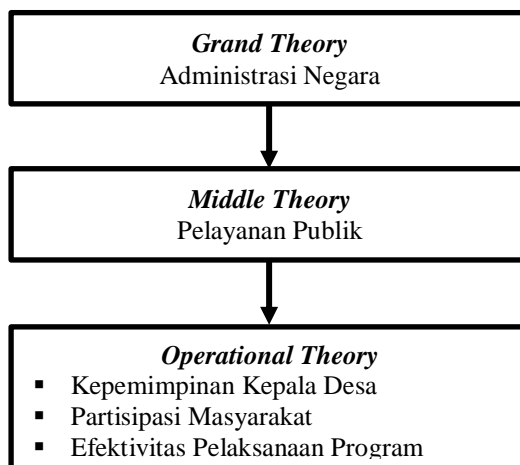 Grand Theory
Administrasi Negara
Middle Theory
Pelayanan Publik
Operational Theory
▪ Kepemimpinan Kepala Desa
▪ Partisipasi Masyarakat
▪ Efektivitas Pelaksanaan Program